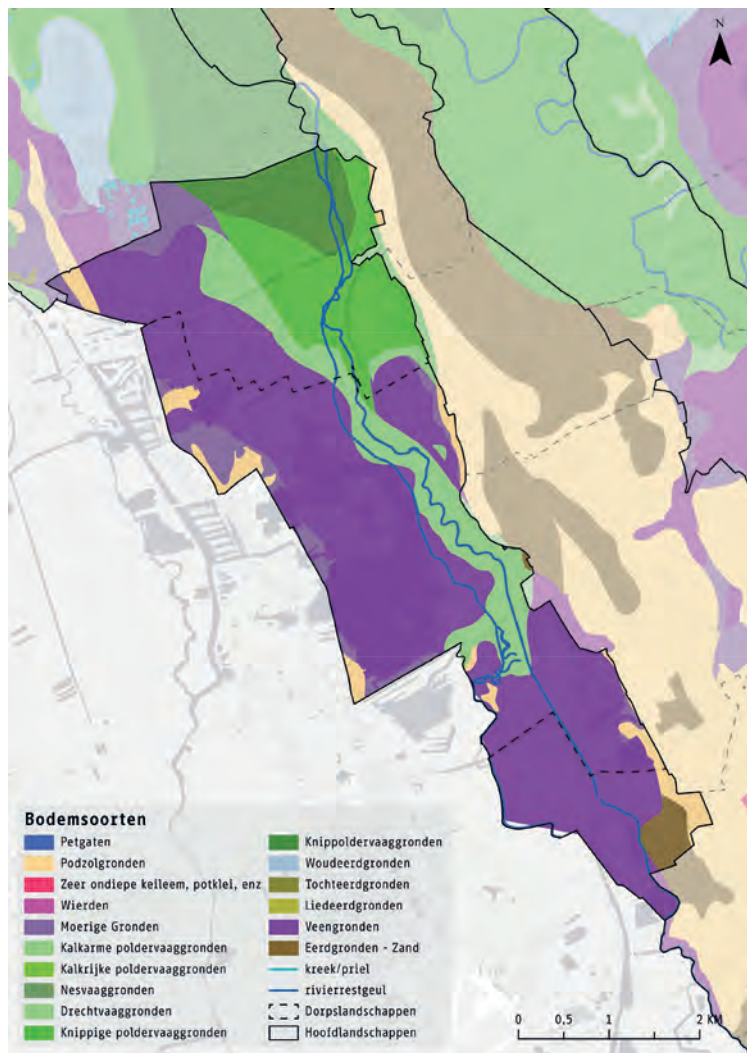 N
Bodemsoorten
Petgaten
Podzolgronden
Zeer ondiepe keileem, potklei, enz
Wierden
Moerige Gronden
Kalkarme poldervaaggronden
Kalkrijke poldervaaggronden
Nesvaaggronden
Drechtvaaggronden
Knippige poldervaaggronden
Knippoldervaaggronden
Woudeerdgronden
Tochteerdgronden
Liedeerdgronden
Veengronden
Eerdgronden - Zand
kreek/priel
rivierrestgeul
Dorpslandschappen
Hoofdlandschappen
0 0,5 1 2 KM